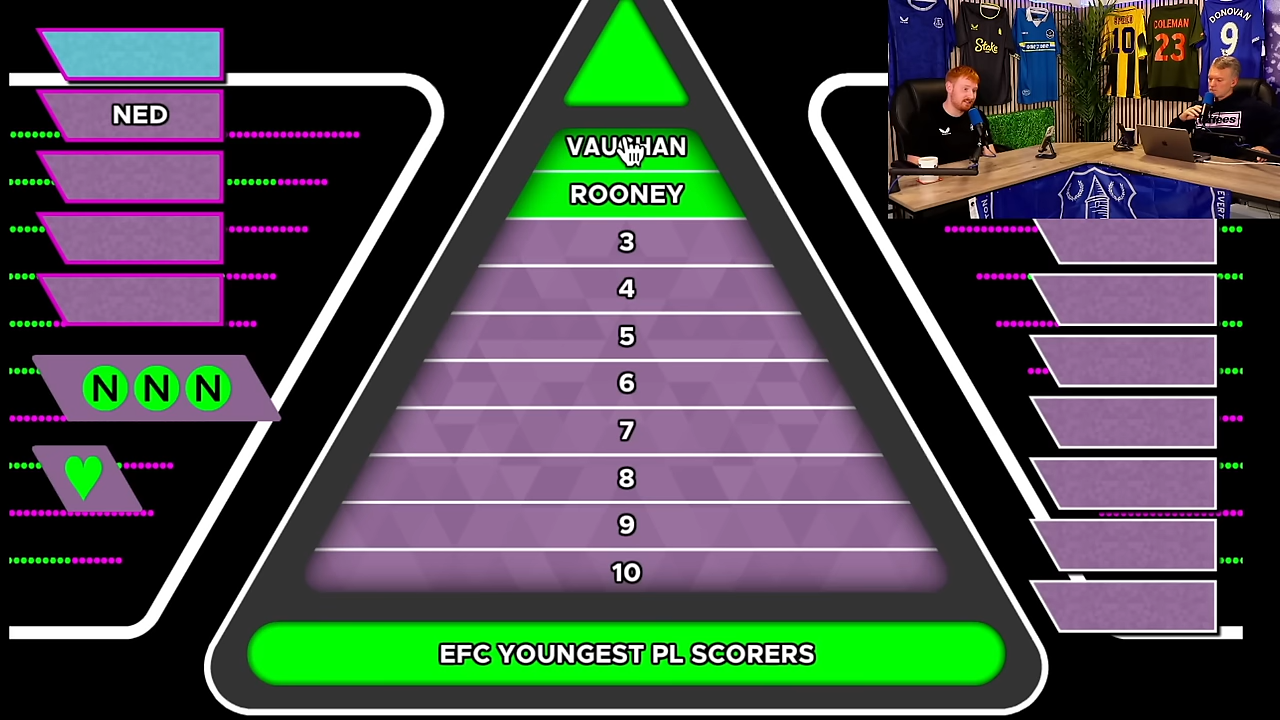 NED
N N N
VAUGHAN
ROONEY
3
4
5
6
7
8
9
10
EFC YOUNGEST PL SCORERS
Stake
10
COLEMAN
23
DONOVAN
9